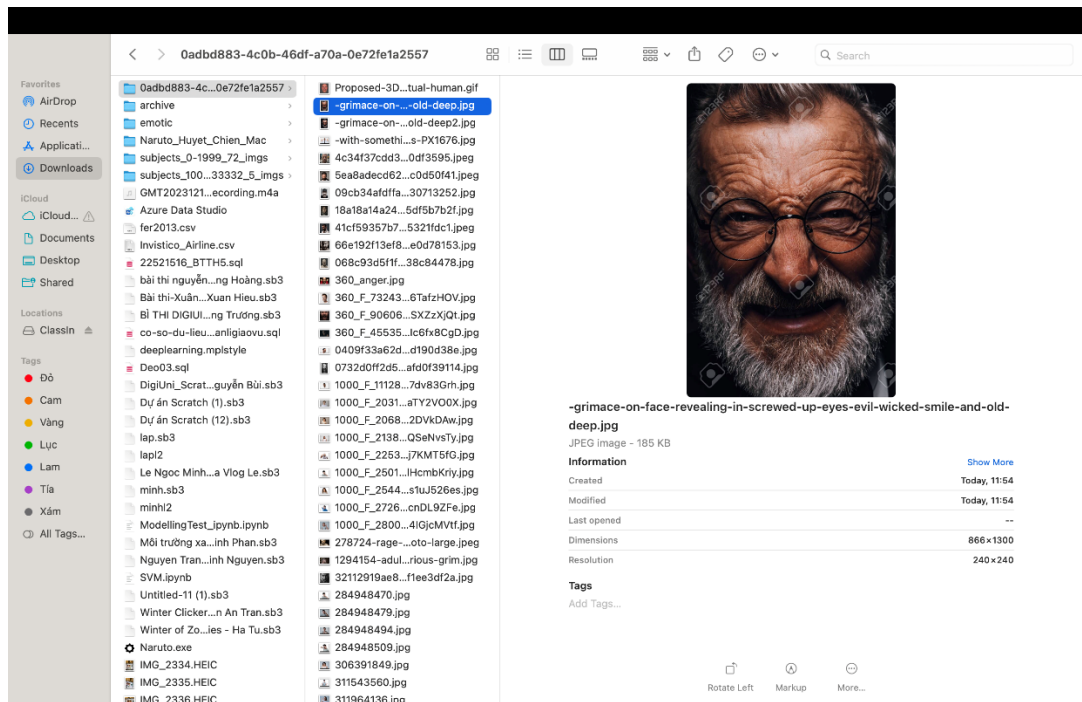 0adbd883-4c0b-46df-a70a-0e72fe1a2557
Search
Favorites
AirDrop
Recents
Applicati...
Downloads
iCloud
iCloud...
Documents
Desktop
Shared
Locations
ClassIn
Tags
Đỏ
Cam
Vàng
Lục
Lam
Tía
Xám
All Tags...
0adbd883-4c...0e72fe1a2557
archive
emotic
Naruto_Huyet_Chien_Mac
subjects_0-1999_72_imgs
subjects_100...33332_5_imgs
GMT2023121...ecording.m4a
Azure Data Studio
fer2013.csv
Invistico_Airline.csv
22521516_BTTH5.sql
bài thi nguyễn...ng Hoàng.sb3
Bài thi-Xuân...Xuan Hieu.sb3
BÌ THI DIGIUI...ng Trương.sb3
co-so-du-lieu...anligiaovu.sql
deeplearning.mplstyle
Deo03.sql
DigiUni_Scrat...guyễn Bùi.sb3
Dự án Scratch (1).sb3
Dự án Scratch (12).sb3
lap.sb3
lapl2
Le Ngoc Minh...a Vlog Le.sb3
minh.sb3
minhl2
ModellingTest_ipynb.ipynb
Môi trường xa...inh Phan.sb3
Nguyen Tran...inh Nguyen.sb3
SVM.ipynb
Untitled-11 (1).sb3
Winter Clicker...n An Tran.sb3
Winter of Zo...ies - Ha Tu.sb3
Naruto.exe
IMG_2334.HEIC
IMG_2335.HEIC
IMG_2336.HEIC
Proposed-3D...tual-human.gif
-grimace-on-...-old-deep.jpg
-grimace-on-...old-deep2.jpg
-with-somethi...s-PX1676.jpg
4c34f37cdd3...0df3595.jpeg
5ea8adecd62...c0d50f41.jpeg
09cb34afdffa...30713252.jpg
18a18a14a24...5df5b7b2f.jpg
41cf59357b7...5321fdc1.jpeg
66e192f13ef8...e0d78153.jpg
068c93d5f1f...38c84478.jpg
360_anger.jpg
360_F_73243...6TafzHOV.jpg
360_F_90606...SXZzXjQt.jpg
360_F_45535...Ic6fx8CgD.jpg
0409f33a62d...d190d38e.jpg
0732d0ff2d5...afd0f39114.jpg
1000_F_11128...7dv83Grh.jpg
1000_F_2031...aTY2VO0X.jpg
1000_F_2068...2DVkDAw.jpg
1000_F_2138...QSeNvsTy.jpg
1000_F_2253...j7KMT5fG.jpg
1000_F_2501...lHcmbKriy.jpg
1000_F_2544...s1uJ526es.jpg
1000_F_2726...cnDL9ZFe.jpg
1000_F_2800...4IGjcMVtf.jpg
278724-rage-...oto-large.jpeg
1294154-adul...rious-grim.jpg
32112919ae8...f1ee3df2a.jpg
284948470.jpg
284948479.jpg
284948494.jpg
284948509.jpg
306391849.jpg
311543560.jpg
311964136.jpg
-grimace-on-face-revealing-in-screwed-up-eyes-evil-wicked-smile-and-old-
deep.jpg
JPEG image - 185 KB
Information Show More
Created Today, 11:54
Modified Today, 11:54
Last opened --
Dimensions 866×1300
Resolution 240×240
Tags
Add Tags...
Rotate Left Markup More...